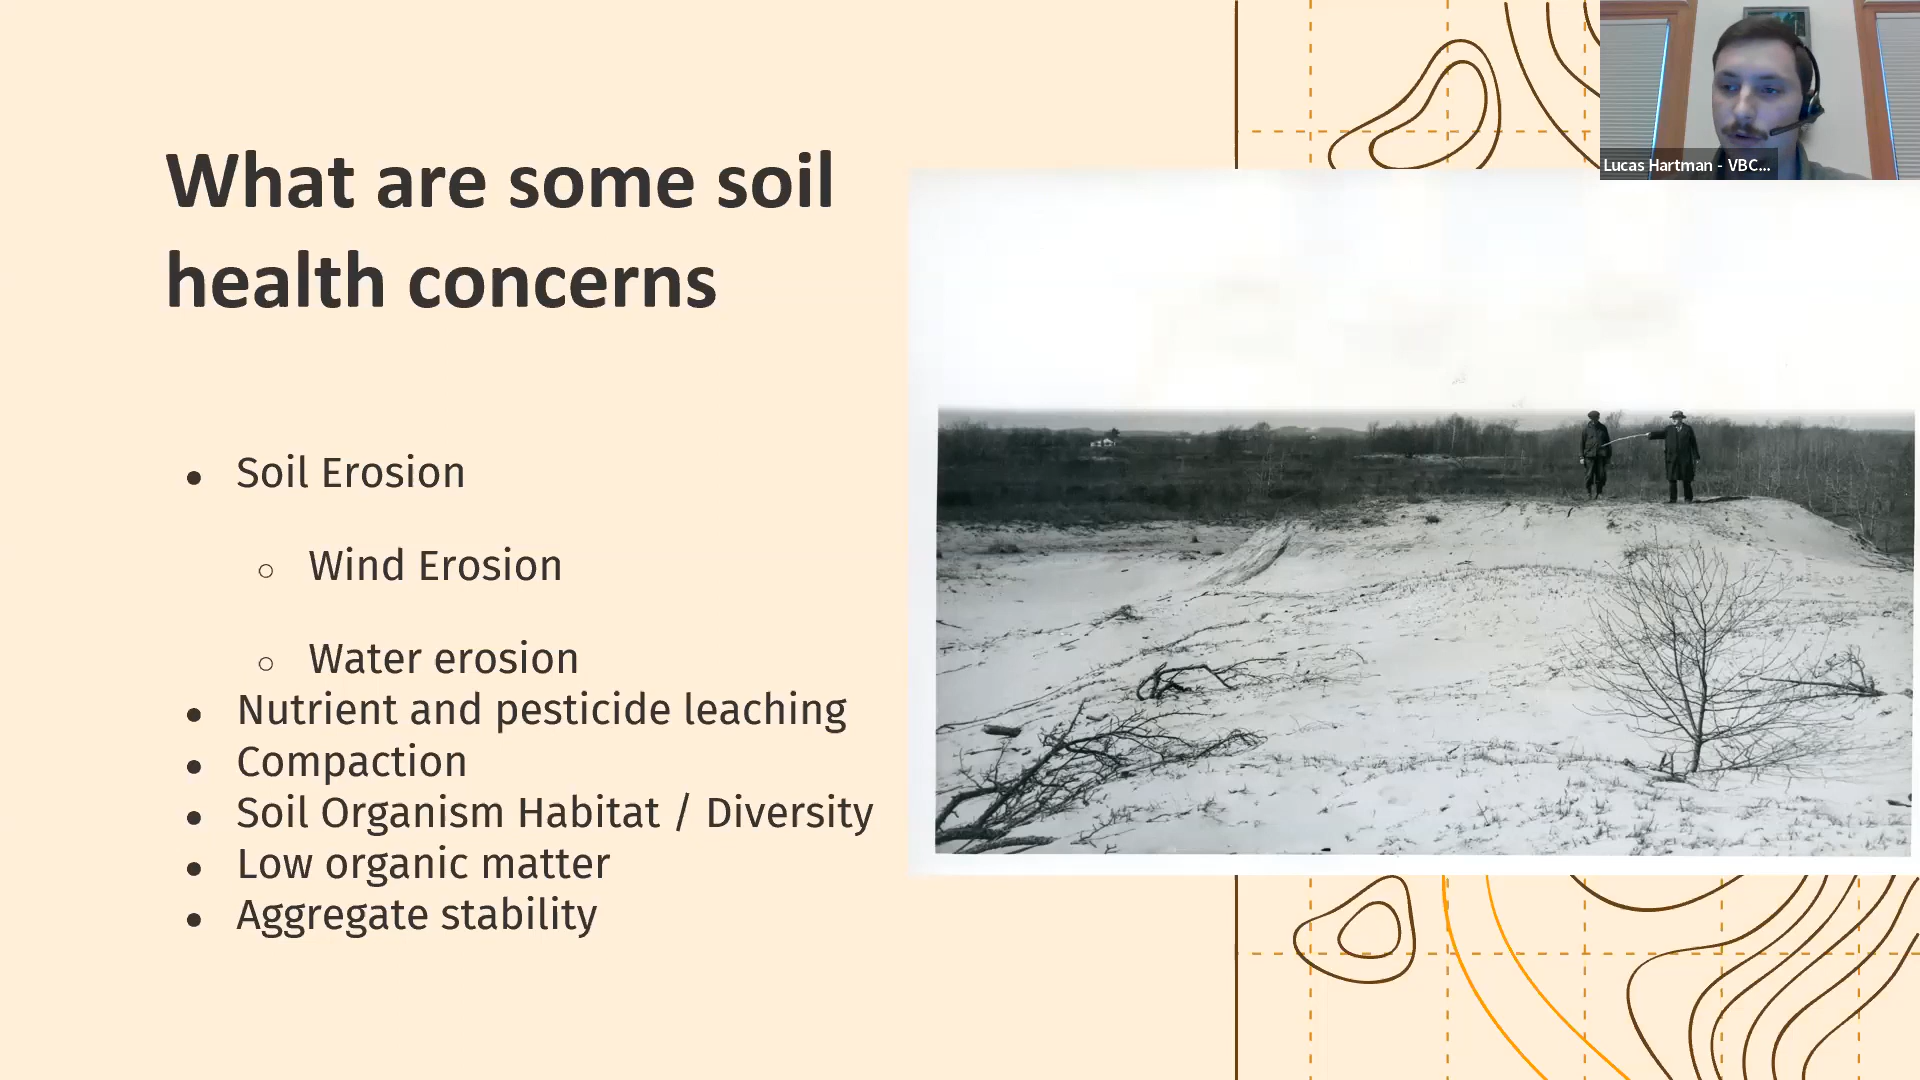 What are some soil
health concerns
● Soil Erosion
○ Wind Erosion
○ Water erosion
● Nutrient and pesticide leaching
● Compaction
● Soil Organism Habitat / Diversity
● Low organic matter
● Aggregate stability
Lucas Hartman - VBC...